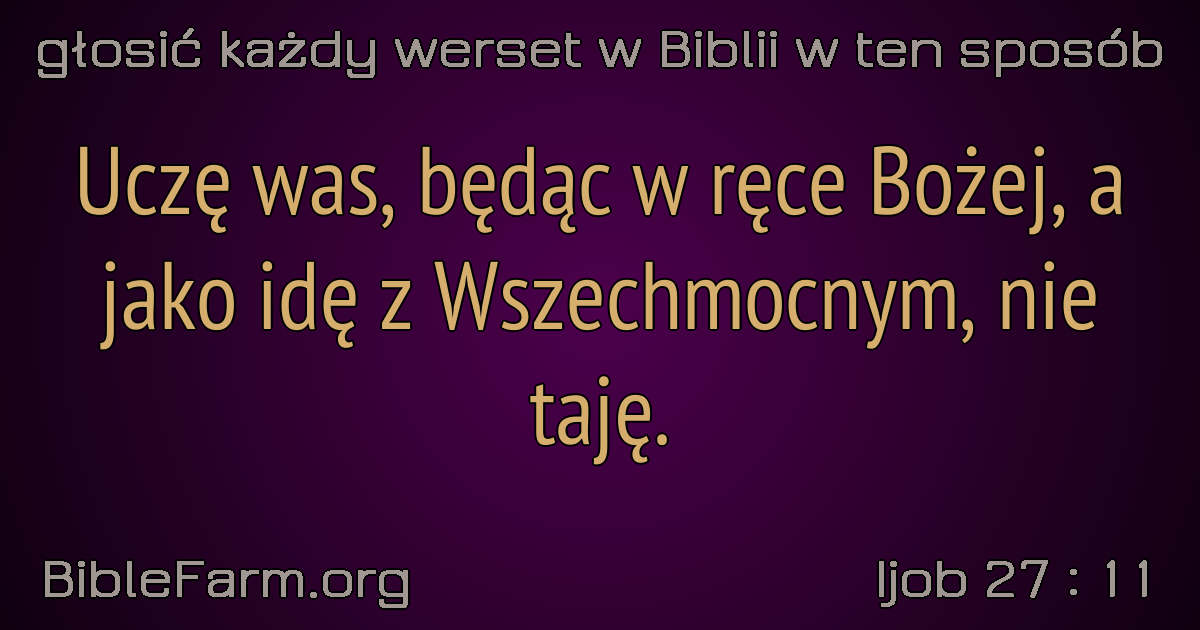 głosić każdy werset w Biblii w ten sposób
Uczę was, będąc w ręce Bożej, a
jako idę z Wszechmocnym, nie
taję.
BibleFarm.org
Ijob 27 : 11